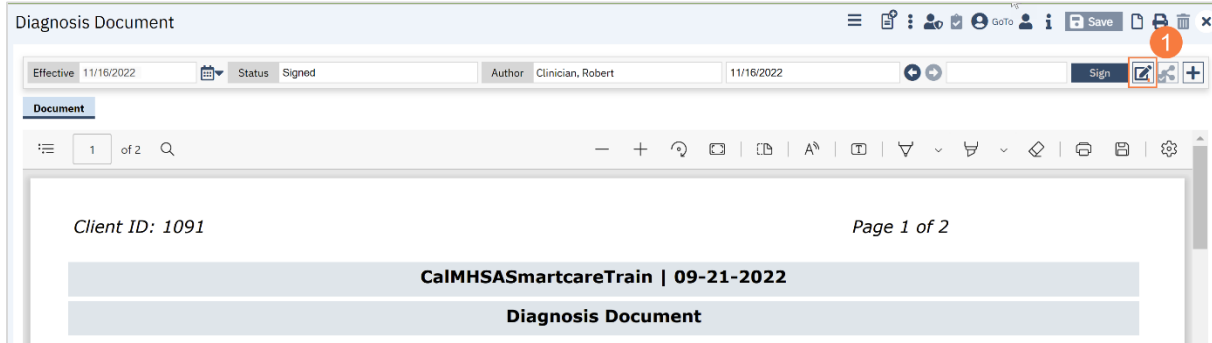 Diagnosis Document GoTo Save
1
Effective 11/16/2022 Status Signed Author Clinician, Robert 11/16/2022 Sign
Document
1 of 2
Client ID: 1091 Page 1 of 2
CalMHSASmartcareTrain | 09-21-2022
Diagnosis Document